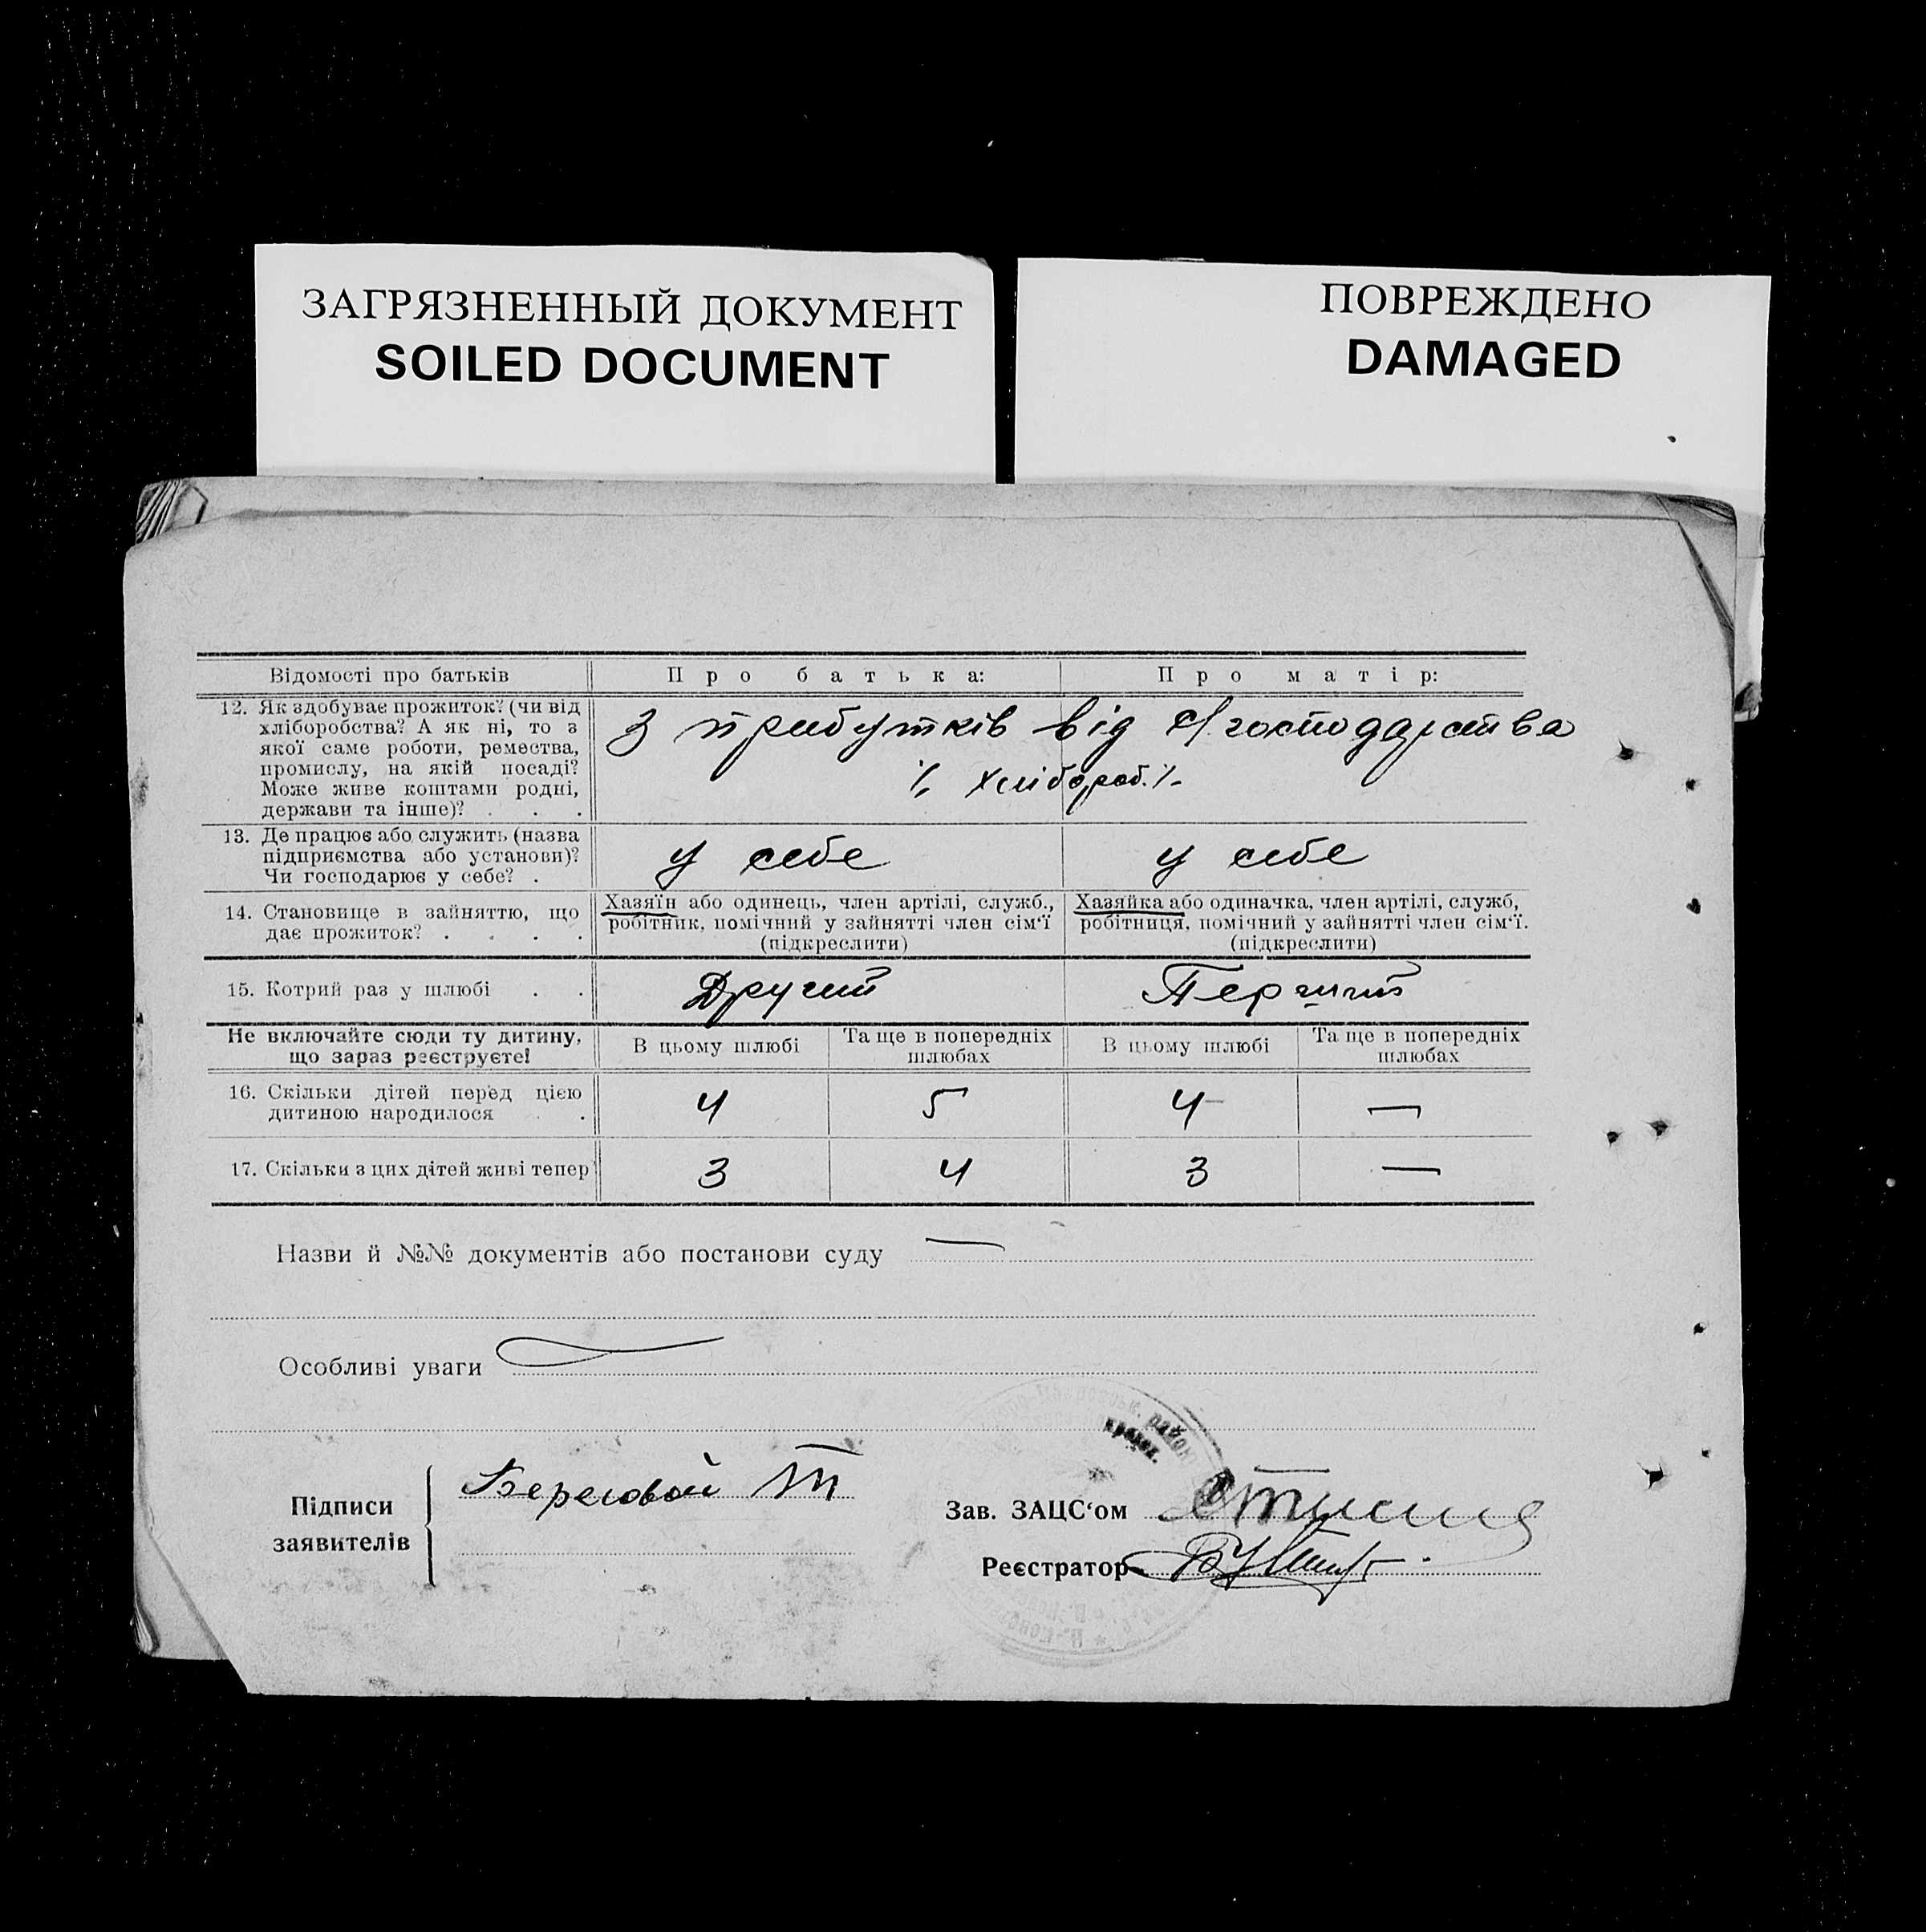 ЗАГРЯЗНЕННЫЙ ДОКУМЕНТ
SOILED DOCUMENT
ПОВРЕЖДЕНО
DAMAGED
Відомості про батьків
Про батька:
Про матір:
12. Як здобуває прожиток? (чи від
хліборобства? А як ні, то з
якої саме роботи, ремества,
промислу, на якій посаді?
Може живе коштами родні,
держави та інше)? . . .
З прибутків від с/господарства
٪ хлібороб. ٪
13. Де працює або служить (назва
підприємства або установи)?
Чи господарює у себе? .
у себе
у себе
14. Становище в зайняттю, що
дає прожиток? . . . .
Хазяїн або одинець, член артілі, служб.,
робітник, помічний у зайнятті член сім'ї
(підкреслити)
Хазяйка або одиначка, член артілі, служб,
робітниця, помічний у зайнятті член сім'ї.
(підкреслити)
15. Котрий раз у шлюбі . .
Другий
Перший
Не включайте сюди ту дитину,
що зараз реєструєте!
В цьому шлюбі
Та ще в попередніх
шлюбах
В цьому шлюбі
Та ще в попередніх
шлюбах
16. Скільки дітей перед цією
дитиною народилося . .
4
5
4
—
17. Скільки з цих дітей живі тепер
3
4
3
—
Назви й №№ документів або постанови суду —
Особливі уваги
Підписи
заявителів
Береговой Т
Зав. ЗАЦС'ом
Реєстратор
район